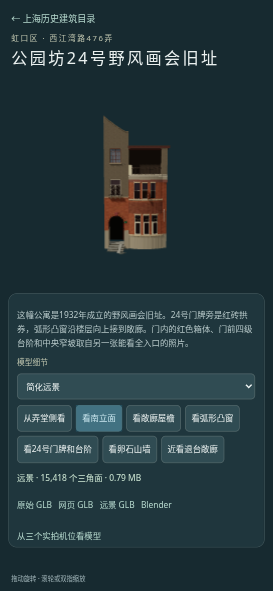 ← 上海历史建筑目录
虹口区 · 西江湾路476弄
公园坊24号野风画会旧址
这幢公寓是1932年成立的野风画会旧址。24号门牌旁是红砖拱
券，弧形凸窗沿楼层向上接到敞廊。门内的红色箱体、门前四级
台阶和中央窄坡取自另一张能看全入口的照片。
模型细节
简化远景
从弄堂侧看 看南立面 看敞廊屋檐 看弧形凸窗
看24号门牌和台阶 看卵石山墙 近看退台敞廊
远景 · 15,418 个三角面 · 0.79 MB
原始 GLB 网页 GLB 远景 GLB Blender
从三个实拍机位看模型
拖动旋转 · 滚轮或双指缩放